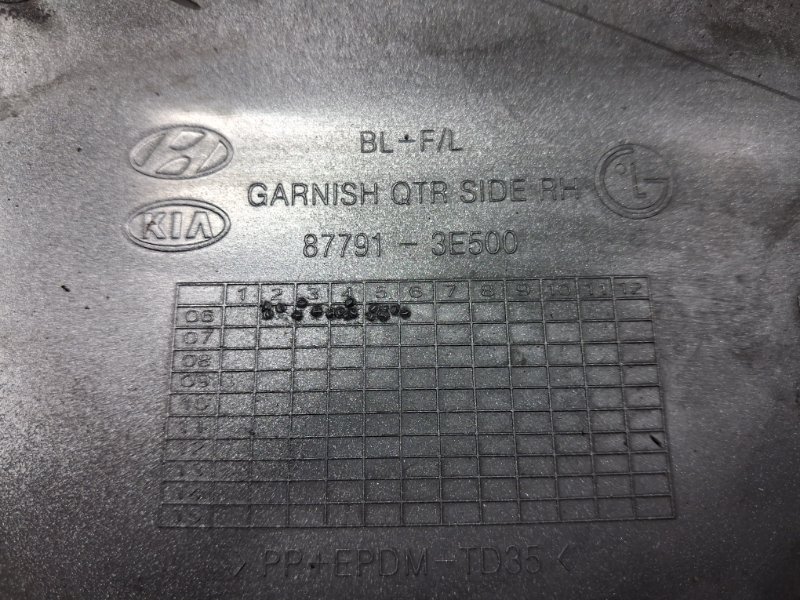 BL-F/L
GARNISH QTR SIDE RH
KIA
87791 - 3E500
1 2 3 4 5 6 7 8 9 10 11 12
06
07
08
09
10
11
12
13
14
15
>PP+EPDM-TD35<